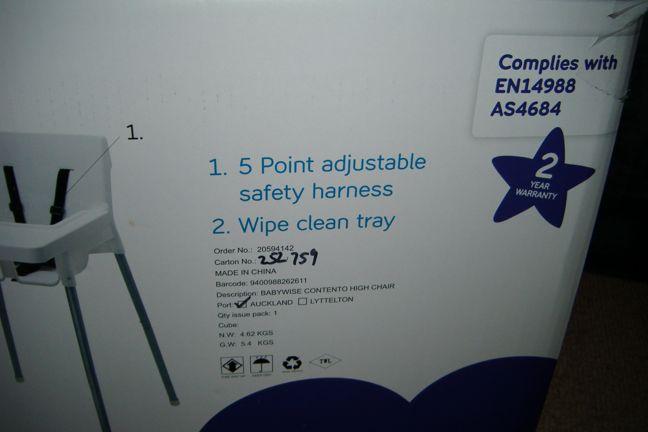 Complies with
EN14988
AS4684
1.
1. 5 Point adjustable
safety harness
2
YEAR
WARRANTY
2. Wipe clean tray
Order No.: 20594142
Carton No.: 252 759
MADE IN CHINA
Barcode: 9400988262611
Description: BABYWISE CONTENTO HIGH CHAIR
Port: AUCKLAND LYTTELTON
Qty issue pack: 1
Cube:
N.W: 4.62 KGS
G.W: 5.4 KGS
TWL